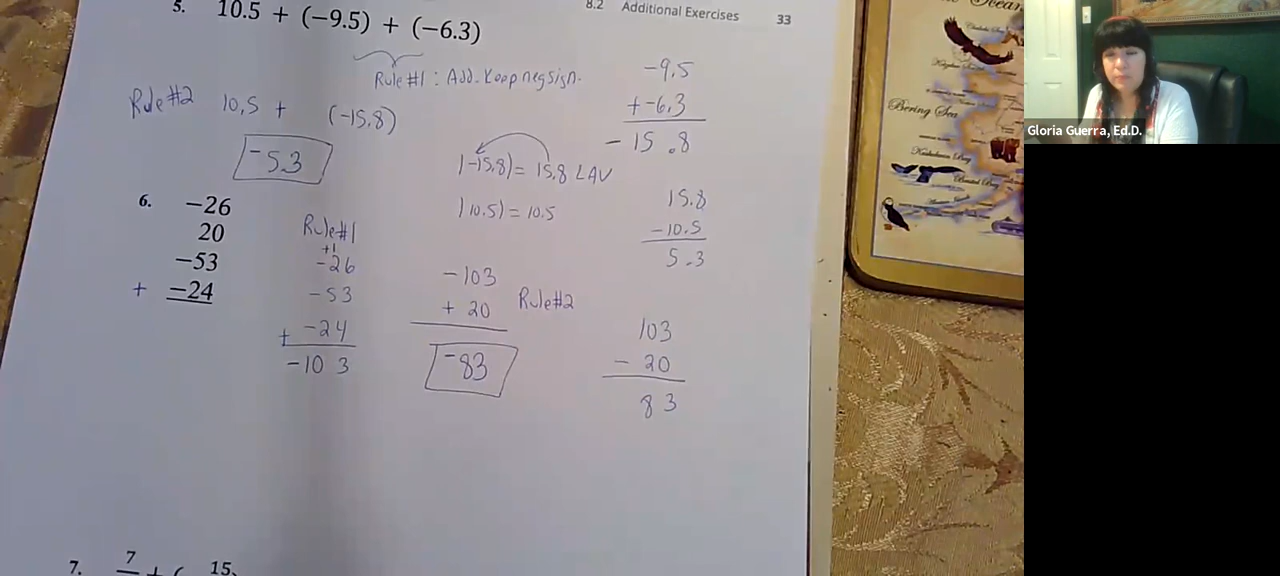 8.2 Additional Exercises 33
5. 10.5 + (−9.5) + (−6.3)
Rule #1 : Add. Keep neg sign.
Rule #2 10.5 + (-15.8)
-5.3
-9.5
+ -6.3
- 15.8
|-15.8| = 15.8 LAV
|10.5| = 10.5
15.8
- 10.5
5.3
6. −26
20
−53
+ −24
Rule #1
+1
-26
-53
+ -24
-103
-103
+ 20 Rule #2
-83
103
- 20
83
7. 7
15
+ (
Bering Sea
Gloria Guerra, Ed.D.